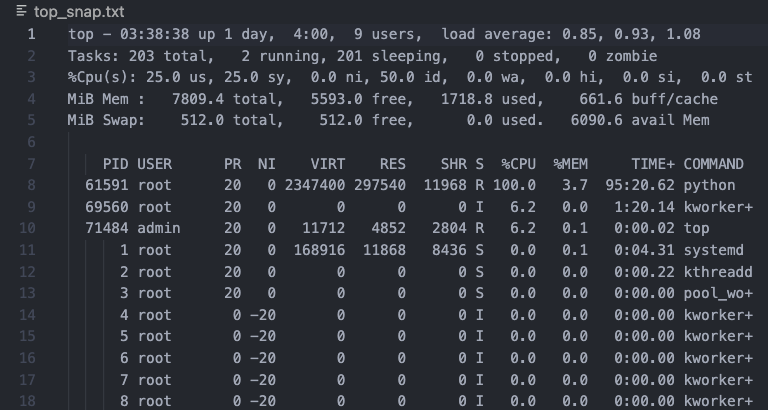 top_snap.txt
1 top - 03:38:38 up 1 day,  4:00,  9 users,  load average: 0.85, 0.93, 1.08
2 Tasks: 203 total,   2 running, 201 sleeping,   0 stopped,   0 zombie
3 %Cpu(s): 25.0 us, 25.0 sy,  0.0 ni, 50.0 id,  0.0 wa,  0.0 hi,  0.0 si,  0.0 st
4 MiB Mem :   7809.4 total,   5593.0 free,   1718.8 used,    661.6 buff/cache
5 MiB Swap:    512.0 total,    512.0 free,      0.0 used.   6090.6 avail Mem
6
7     PID USER      PR  NI    VIRT    RES    SHR S  %CPU  %MEM     TIME+ COMMAND
8   61591 root      20   0 2347400 297540  11968 R 100.0   3.7  95:20.62 python
9   69560 root      20   0       0      0      0 I   6.2   0.0   1:20.14 kworker+
10   71484 admin     20   0   11712   4852   2804 R   6.2   0.1   0:00.02 top
11       1 root      20   0  168916  11868   8436 S   0.0   0.1   0:04.31 systemd
12       2 root      20   0       0      0      0 S   0.0   0.0   0:00.22 kthreadd
13       3 root      20   0       0      0      0 S   0.0   0.0   0:00.00 pool_wo+
14       4 root       0 -20       0      0      0 I   0.0   0.0   0:00.00 kworker+
15       5 root       0 -20       0      0      0 I   0.0   0.0   0:00.00 kworker+
16       6 root       0 -20       0      0      0 I   0.0   0.0   0:00.00 kworker+
17       7 root       0 -20       0      0      0 I   0.0   0.0   0:00.00 kworker+
18       8 root       0 -20       0      0      0 I   0.0   0.0   0:00.00 kworker+